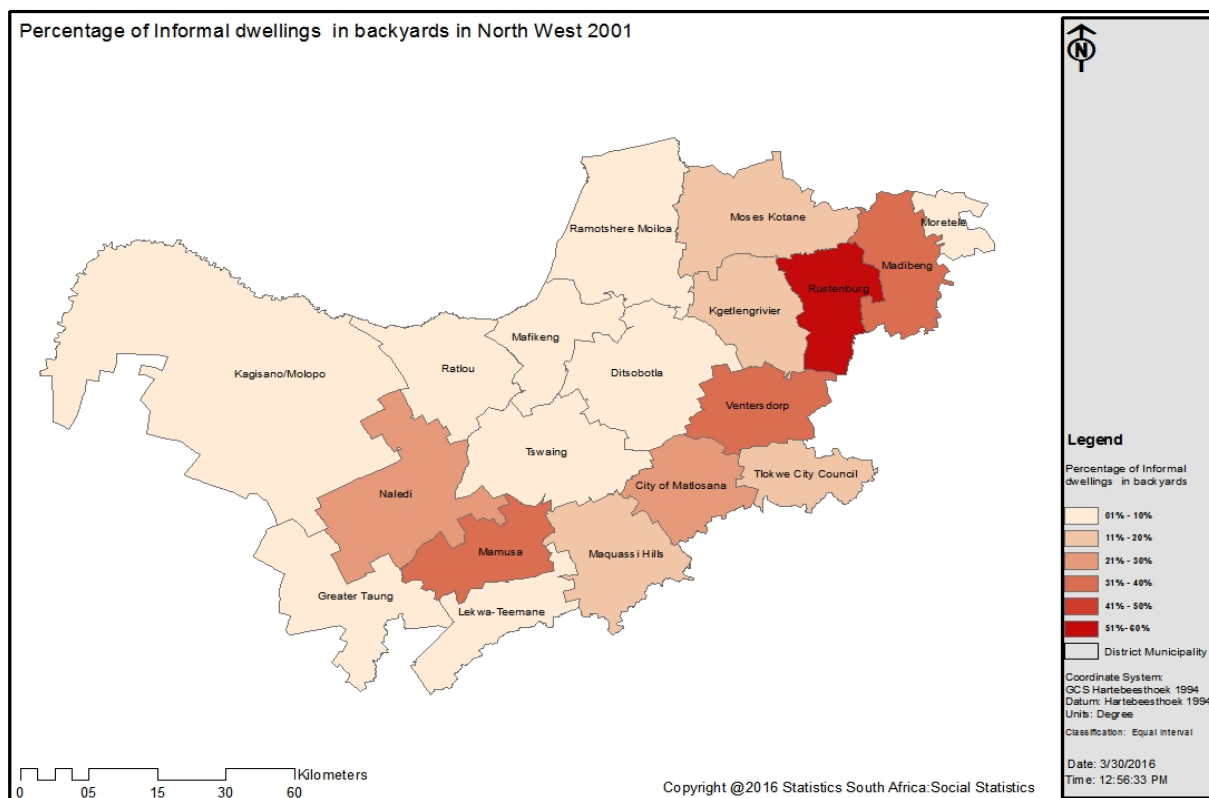 Percentage of Informal dwellings in backyards in North West 2001
N
Ramotshere Moiloa
Moses Kotane
Moretele
Madibeng
Rustenburg
Kgetlengrivier
Mafikeng
Ratlou
Ditsobotla
Kagisano/Molopo
Ventersdorp
Tswaing
Tlokwe City Council
City of Matlosana
Naledi
Mamusa
Maquassi Hills
Greater Taung
Lekwa-Teemane
Legend
Percentage of Informal
dwellings in backyards
01% - 10%
11% - 20%
21% - 30%
31% - 40%
41% - 50%
51%- 60%
District Municipality
Coordinate System:
GCS Hartebeesthoek 1994
Datum: Hartebeesthoek 1994
Units: Degree
Classification: Equal Interval
Date: 3/30/2016
Time: 12:56:33 PM
Kilometers
0 05 15 30 60
Copyright @2016 Statistics South Africa:Social Statistics